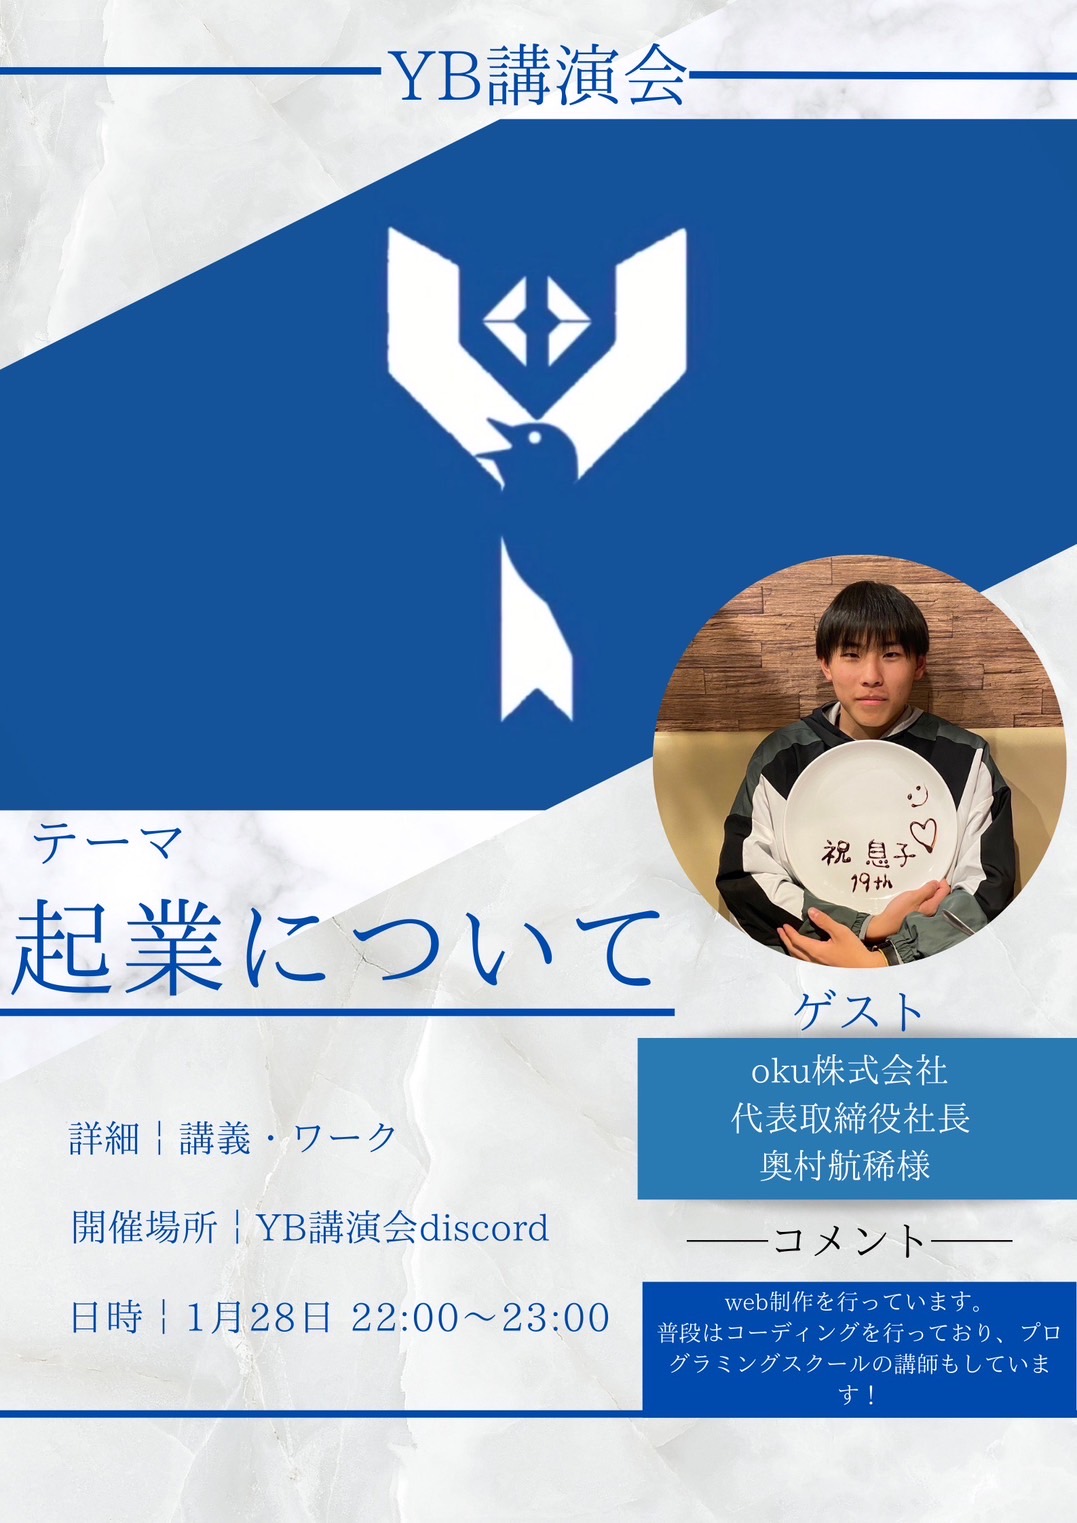 YB講演会
祝 息子
19th
テーマ
起業について
ゲスト
oku株式会社
代表取締役社長
奥村航稀様
詳細¦講義・ワーク
開催場所¦YB講演会discord
日時¦1月28日 22:00〜23:00
コメント
web制作を行っています。
普段はコーディングを行っており、プロ
グラミングスクールの講師もしていま
す！